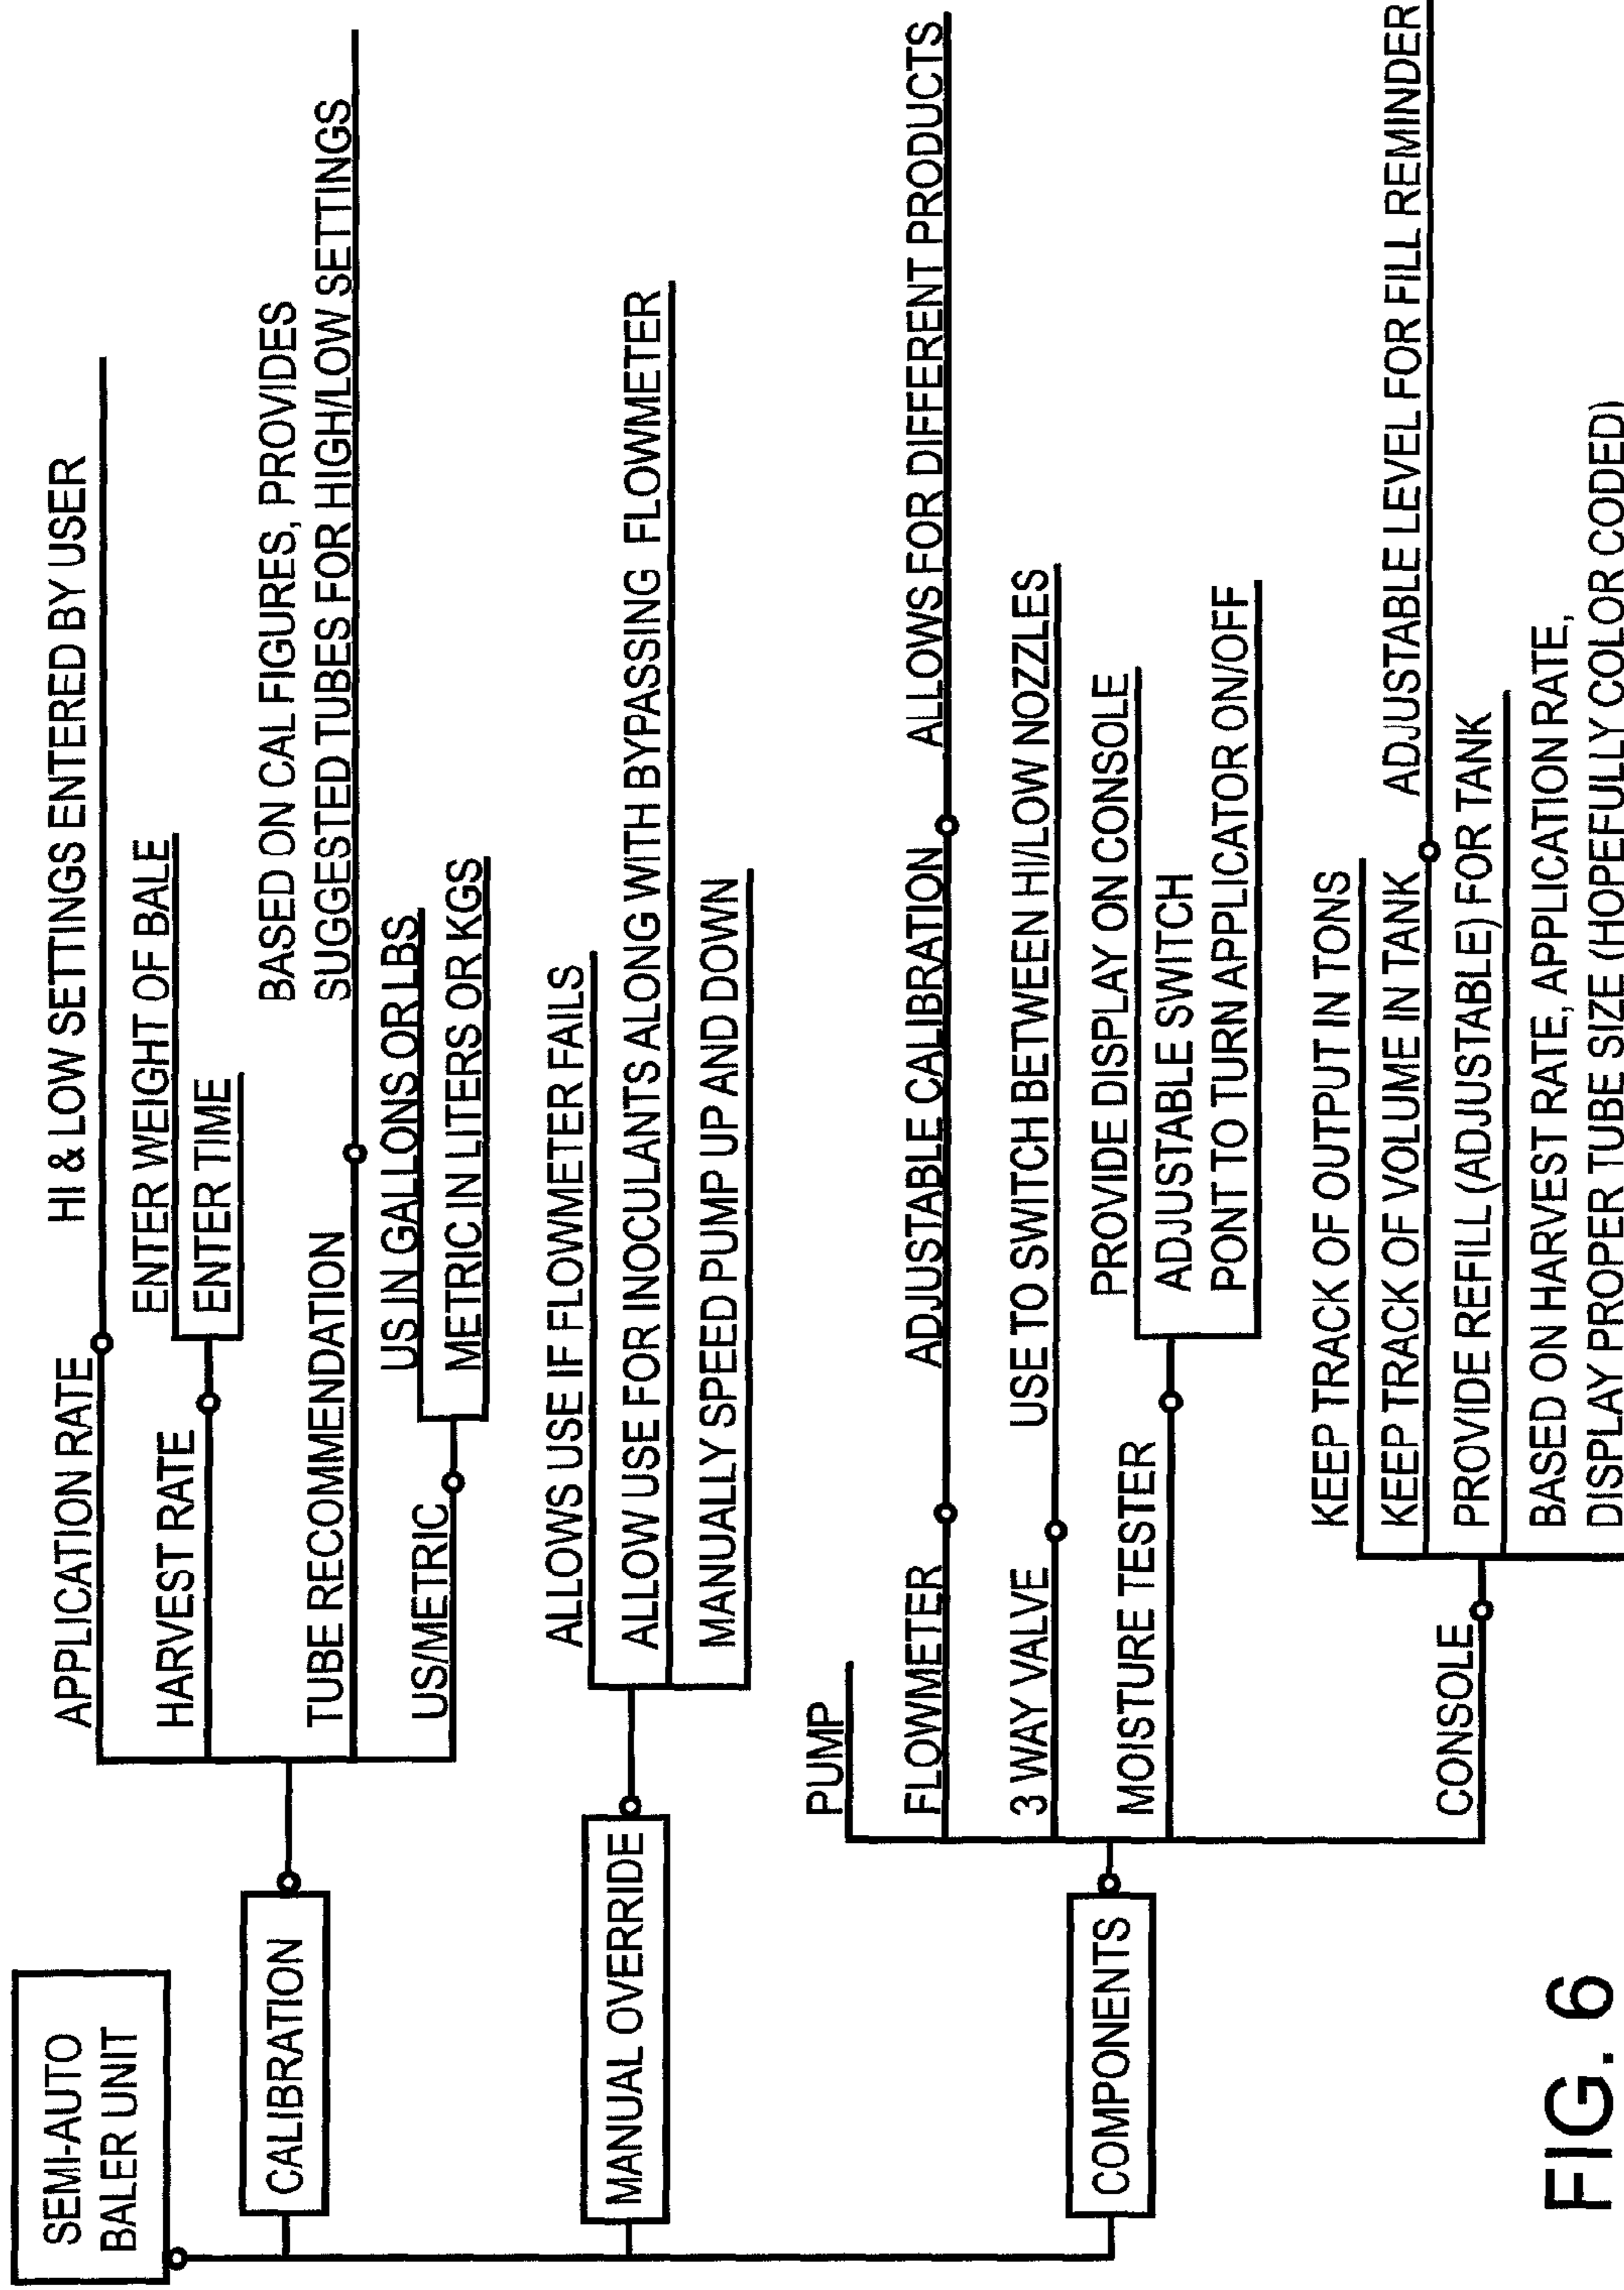 SEMI-AUTO
BALER UNIT
CALIBRATION
APPLICATION RATE
HI & LOW SETTINGS ENTERED BY USER
HARVEST RATE
ENTER WEIGHT OF BALE
ENTER TIME
TUBE RECOMMENDATION
BASED ON CAL FIGURES, PROVIDES
SUGGESTED TUBES FOR HIGH/LOW SETTINGS
US/METRIC
US IN GALLONS OR LBS
METRIC IN LITERS OR KGS
MANUAL OVERRIDE
ALLOWS USE IF FLOWMETER FAILS
ALLOW USE FOR INOCULANTS ALONG WITH BYPASSING FLOWMETER
MANUALLY SPEED PUMP UP AND DOWN
COMPONENTS
PUMP
FLOWMETER
ADJUSTABLE CALIBRATION
ALLOWS FOR DIFFERENT PRODUCTS
3 WAY VALVE
USE TO SWITCH BETWEEN HI/LOW NOZZLES
MOISTURE TESTER
PROVIDE DISPLAY ON CONSOLE
ADJUSTABLE SWITCH
PONT TO TURN APPLICATOR ON/OFF
CONSOLE
KEEP TRACK OF OUTPUT IN TONS
KEEP TRACK OF VOLUME IN TANK
ADJUSTABLE LEVEL FOR FILL REMINDER
PROVIDE REFILL (ADJUSTABLE) FOR TANK
BASED ON HARVEST RATE, APPLICATION RATE,
DISPLAY PROPER TUBE SIZE (HOPEFULLY COLOR CODED)
FIG. 6